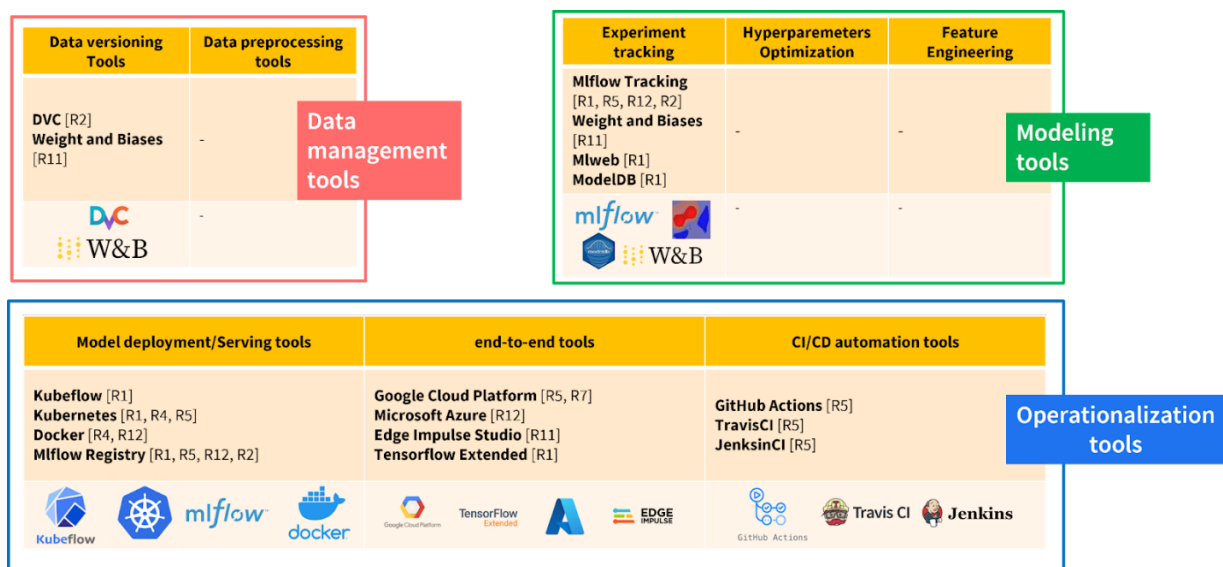 Data versioning
Tools
Data preprocessing
tools
DVC [R2]
Weight and Biases
[R11]
-
DVC
W&B
-
Data
management
tools
Experiment
tracking
Hyperparemeters
Optimization
Feature
Engineering
Mlflow Tracking
[R1, R5, R12, R2]
Weight and Biases
[R11]
Mlweb [R1]
ModelDB [R1]
-
-
mlflow
W&B
-
-
Modeling
tools
Model deployment/Serving tools
end-to-end tools
CI/CD automation tools
Kubeflow [R1]
Kubernetes [R1, R4, R5]
Docker [R4, R12]
Mlflow Registry [R1, R5, R12, R2]
Google Cloud Platform [R5, R7]
Microsoft Azure [R12]
Edge Impulse Studio [R11]
Tensorflow Extended [R1]
GitHub Actions [R5]
TravisCI [R5]
JenksinCI [R5]
Kubeflow
mlflow
docker
Google Cloud Platform
TensorFlow
Extended
EDGE
IMPULSE
GitHub Actions
Travis CI
Jenkins
Operationalization
tools